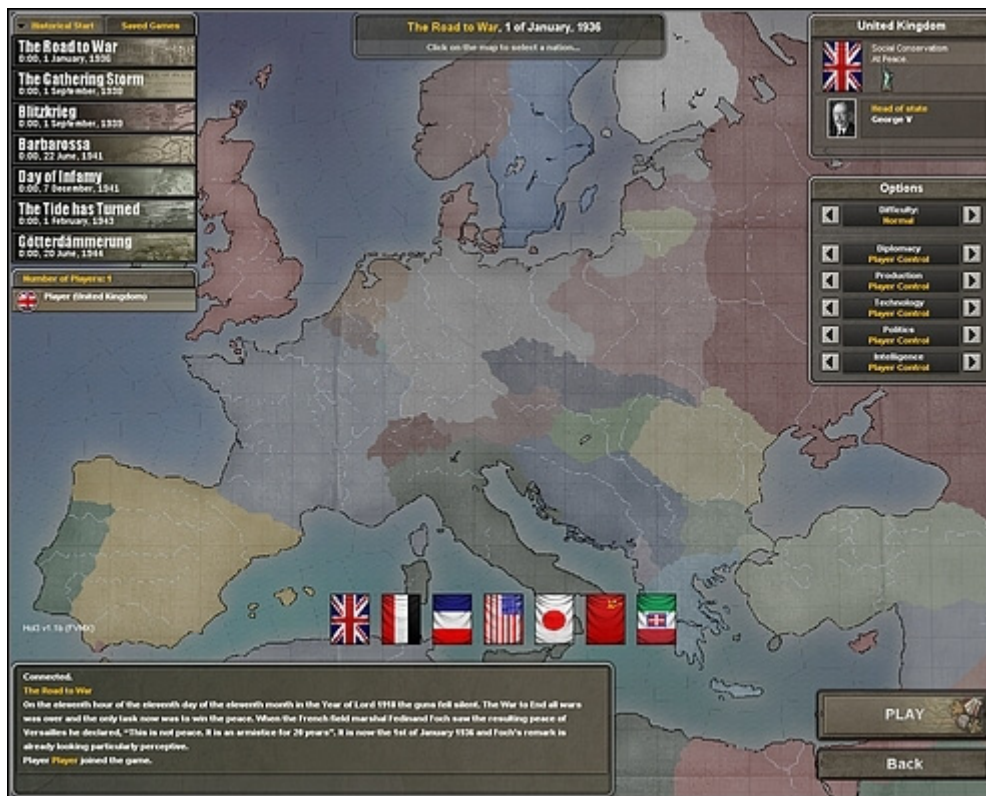 Historical Start Saved Games
The Road to War
0:00, 1 January, 1936
The Gathering Storm
0:00, 1 September, 1938
Blitzkrieg
0:00, 1 September, 1939
Barbarossa
0:00, 22 June, 1941
Day of Infamy
0:00, 7 December, 1941
The Tide has Turned
0:00, 1 February, 1943
Götterdämmerung
0:00, 20 June, 1944
Number of Players: 1
Player (United Kingdom)
The Road to War, 1 of January, 1936
Click on the map to select a nation...
United Kingdom
Social Conservatism
At Peace.
Head of state
George V
Options
Difficulty:
Normal
Diplomacy
Player Control
Production
Player Control
Technology
Player Control
Politics
Player Control
Intelligence
Player Control
HoI3 v1.1b (FVNX)
Connected.
The Road to War
On the eleventh hour of the eleventh day of the eleventh month in the Year of Lord 1918 the guns fell silent. The War to End all wars
was over and the only task now was to win the peace. When the French field marshal Ferdinand Foch saw the resulting peace of
Versailles he declared, "This is not peace. It is an armistice for 20 years". It is now the 1st of January 1936 and Foch's remark is
already looking particularly perceptive.
Player Player joined the game.
PLAY
Back